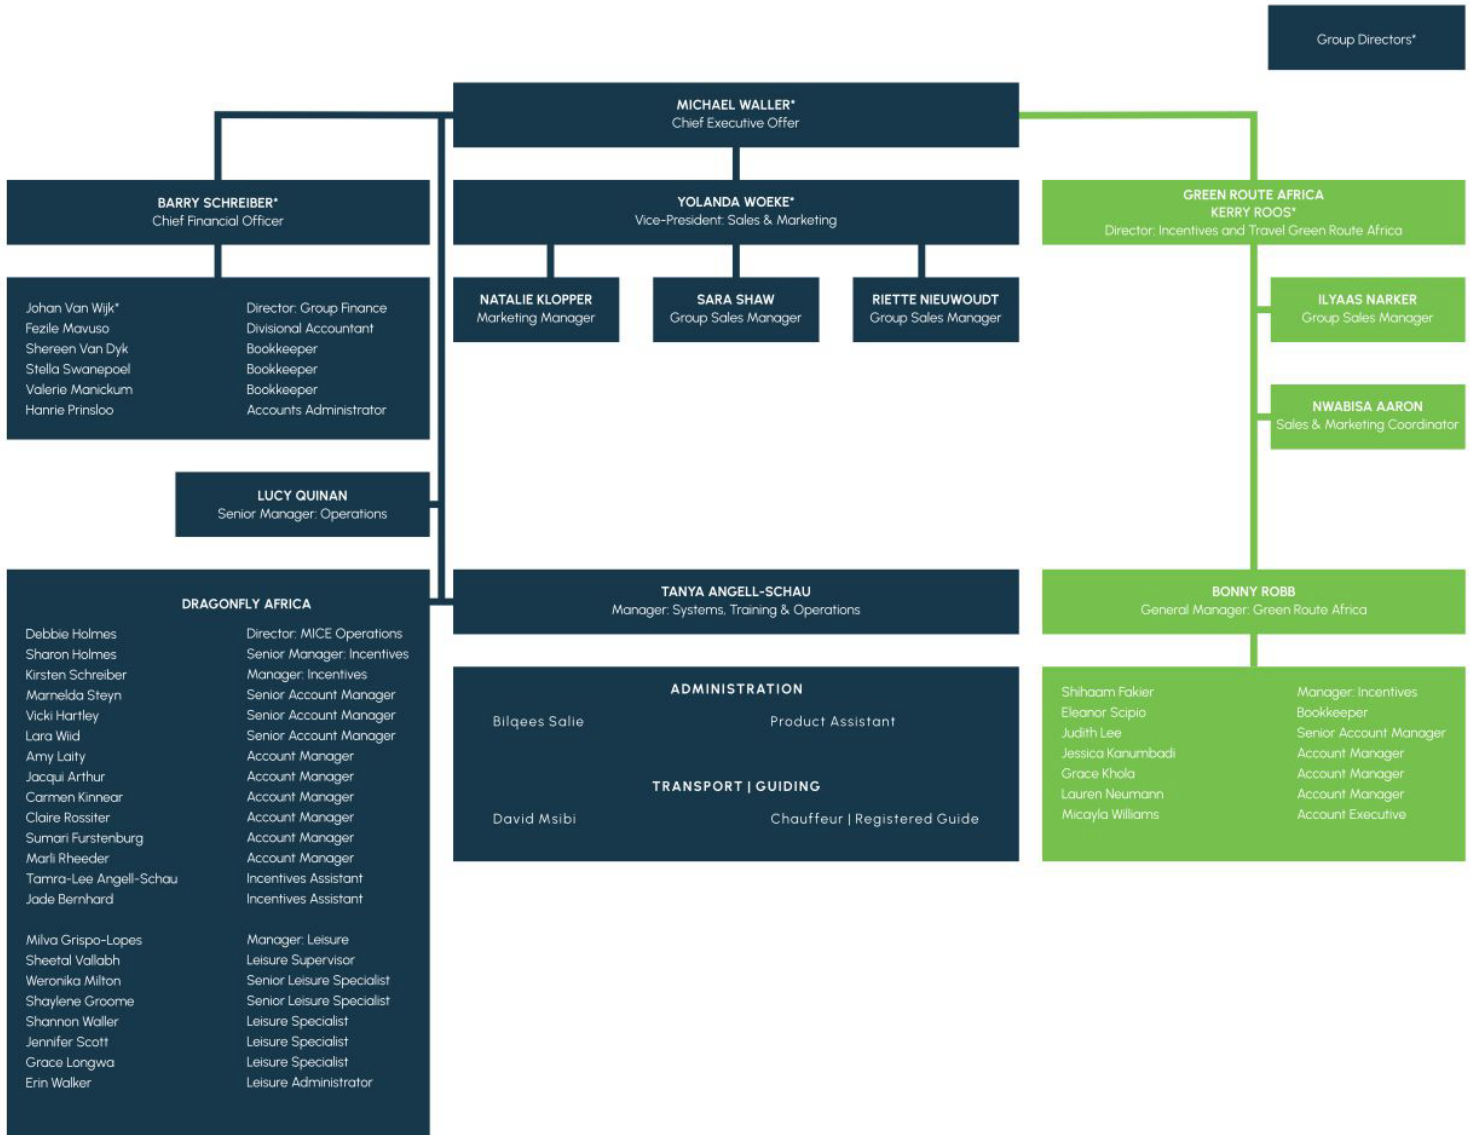 Group Directors*
MICHAEL WALLER*
Chief Executive Offer
BARRY SCHREIBER*
Chief Financial Officer
YOLANDA WOEKE*
Vice-President: Sales & Marketing
GREEN ROUTE AFRICA
KERRY ROOS*
Director: Incentives and Travel Green Route Africa
Johan Van Wijk* Director: Group Finance
Fezile Mavuso Divisional Accountant
Shereen Van Dyk Bookkeeper
Stella Swanepoel Bookkeeper
Valerie Manickum Bookkeeper
Hanrie Prinsloo Accounts Administrator
NATALIE KLOPPER
Marketing Manager
SARA SHAW
Group Sales Manager
RIETTE NIEUWOUDT
Group Sales Manager
ILYAAS NARKER
Group Sales Manager
NWABISA AARON
Sales & Marketing Coordinator
LUCY QUINAN
Senior Manager: Operations
DRAGONFLY AFRICA
Debbie Holmes Director: MICE Operations
Sharon Holmes Senior Manager: Incentives
Kirsten Schreiber Manager: Incentives
Marnelda Steyn Senior Account Manager
Vicki Hartley Senior Account Manager
Lara Wiid Senior Account Manager
Amy Laity Account Manager
Jacqui Arthur Account Manager
Carmen Kinnear Account Manager
Claire Rossiter Account Manager
Sumari Furstenburg Account Manager
Marli Rheeder Account Manager
Tamra-Lee Angell-Schau Incentives Assistant
Jade Bernhard Incentives Assistant
Milva Grispo-Lopes Manager: Leisure
Sheetal Vallabh Leisure Supervisor
Weronika Milton Senior Leisure Specialist
Shaylene Groome Senior Leisure Specialist
Shannon Waller Leisure Specialist
Jennifer Scott Leisure Specialist
Grace Longwa Leisure Specialist
Erin Walker Leisure Administrator
TANYA ANGELL-SCHAU
Manager: Systems, Training & Operations
ADMINISTRATION
Bilqees Salie Product Assistant
TRANSPORT | GUIDING
David Msibi Chauffeur | Registered Guide
BONNY ROBB
General Manager: Green Route Africa
Shihaam Fakier Manager: Incentives
Eleanor Scipio Bookkeeper
Judith Lee Senior Account Manager
Jessica Kanumbadi Account Manager
Grace Khola Account Manager
Lauren Neumann Account Manager
Micayla Williams Account Executive